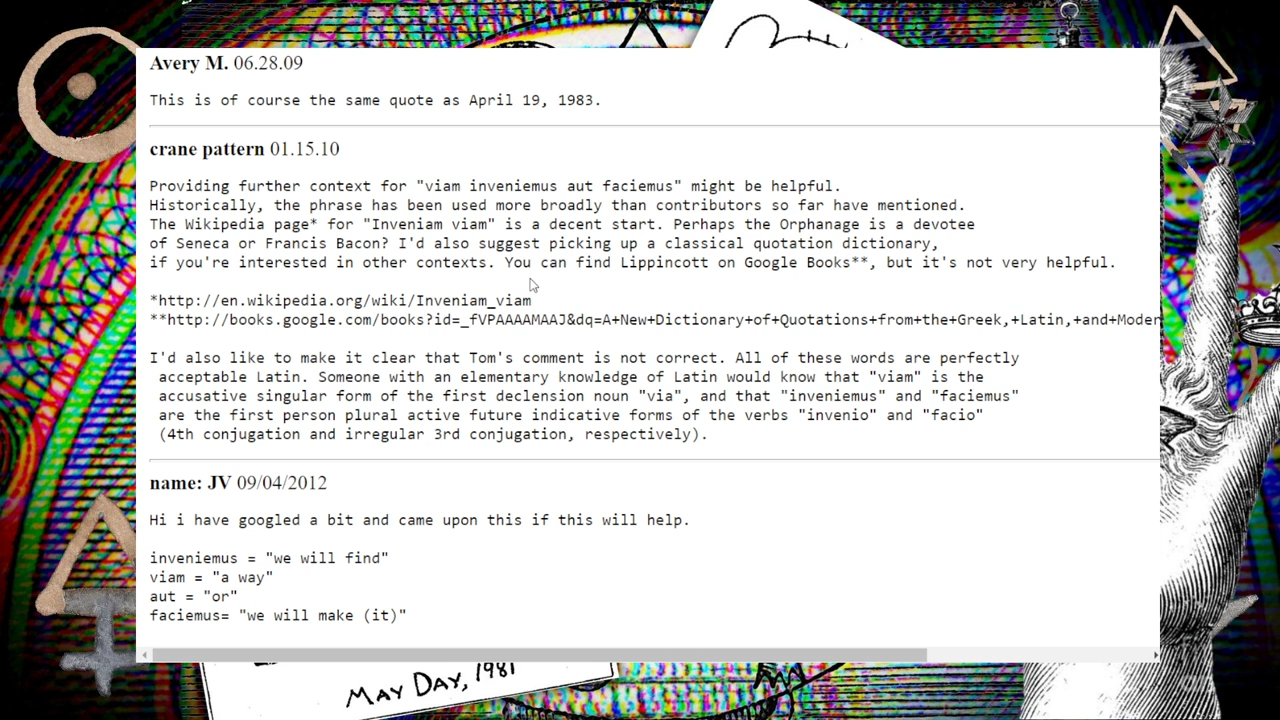 Avery M. 06.28.09
This is of course the same quote as April 19, 1983.
crane pattern 01.15.10
Providing further context for "viam inveniemus aut faciemus" might be helpful.
Historically, the phrase has been used more broadly than contributors so far have mentioned.
The Wikipedia page* for "Inveniam viam" is a decent start. Perhaps the Orphanage is a devotee
of Seneca or Francis Bacon? I'd also suggest picking up a classical quotation dictionary,
if you're interested in other contexts. You can find Lippincott on Google Books**, but it's not very helpful.
*http://en.wikipedia.org/wiki/Inveniam_viam
**http://books.google.com/books?id=_fVPAAAAMAAJ&dq=A+New+Dictionary+of+Quotations+from+the+Greek,+Latin,+and+Moder
I'd also like to make it clear that Tom's comment is not correct. All of these words are perfectly
acceptable Latin. Someone with an elementary knowledge of Latin would know that "viam" is the
accusative singular form of the first declension noun "via", and that "inveniemus" and "faciemus"
are the first person plural active future indicative forms of the verbs "invenio" and "facio"
(4th conjugation and irregular 3rd conjugation, respectively).
name: JV 09/04/2012
Hi i have googled a bit and came upon this if this will help.
inveniemus = "we will find"
viam = "a way"
aut = "or"
faciemus= "we will make (it)"
MAY DAY, 1981